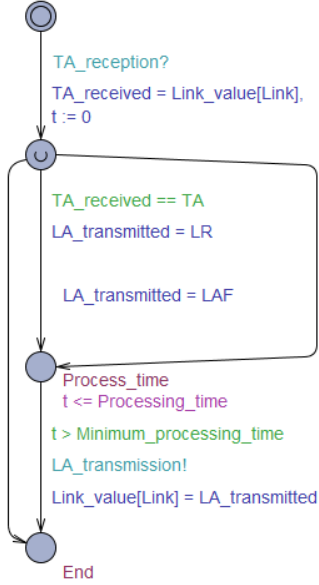 TA_reception?
TA_received = Link_value[Link],
t := 0
TA_received == TA
LA_transmitted = LR
LA_transmitted = LAF
Process_time
t <= Processing_time
t > Minimum_processing_time
LA_transmission!
Link_value[Link] = LA_transmitted
End